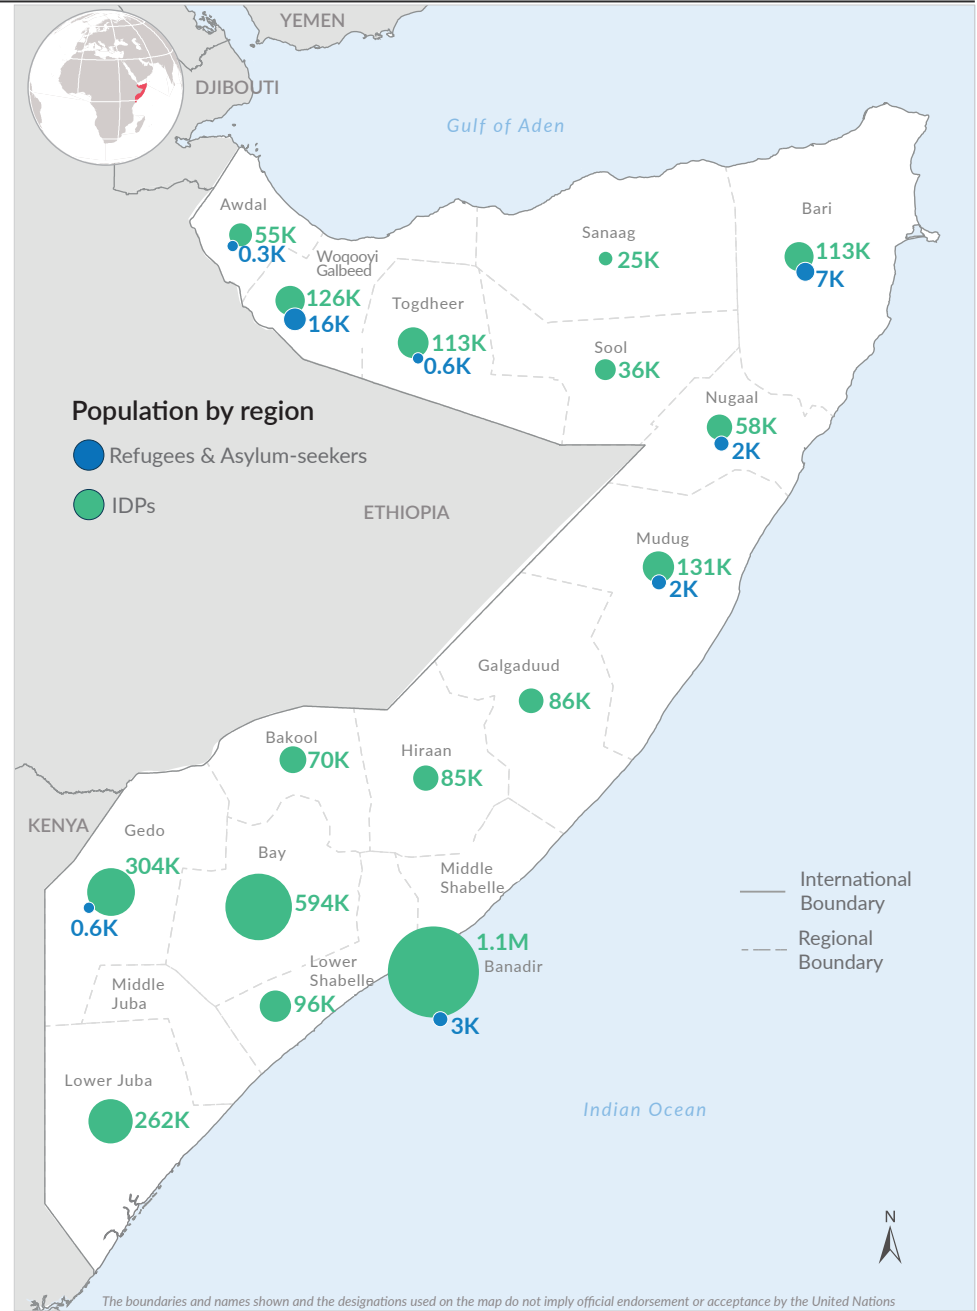 YEMEN
DJIBOUTI
Gulf of Aden
Awdal
55K
0.3K
Woqooyi
Galbeed
126K
16K
Togdheer
113K
0.6K
Sanaag
25K
Bari
113K
7K
Sool
36K
Nugaal
58K
2K
Population by region
Refugees & Asylum-seekers
IDPs
ETHIOPIA
Mudug
131K
2K
Galgaduud
86K
Bakool
70K
Hiraan
85K
KENYA
Gedo
304K
0.6K
Bay
594K
Middle
Shabelle
1.1M
Banadir
3K
Lower
Shabelle
96K
Middle
Juba
Lower Juba
262K
International
Boundary
Regional
Boundary
Indian Ocean
N
The boundaries and names shown and the designations used on the map do not imply official endorsement or acceptance by the United Nations